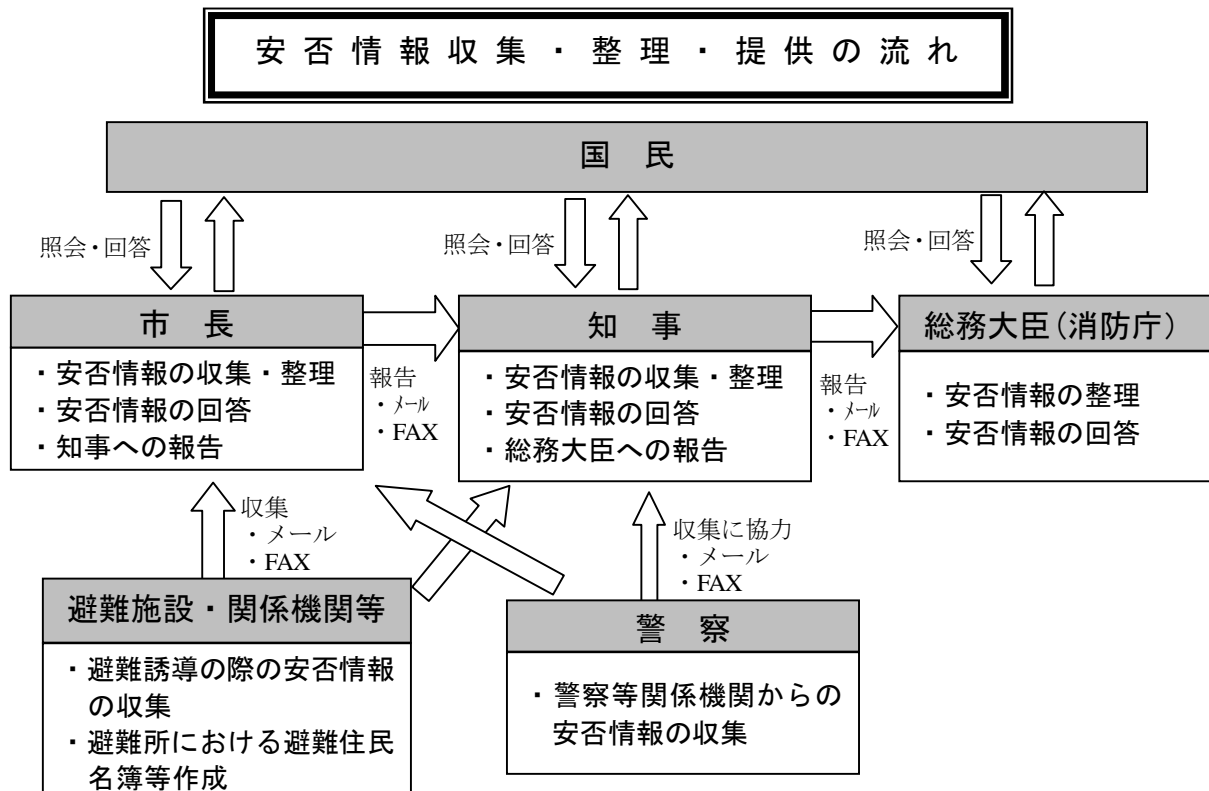 安否情報収集・整理・提供の流れ
国 民
照会・回答
照会・回答
照会・回答
市 長
・安否情報の収集・整理
・安否情報の回答
・知事への報告
報告
・メール
・FAX
知 事
・安否情報の収集・整理
・安否情報の回答
・総務大臣への報告
報告
・メール
・FAX
総務大臣(消防庁)
・安否情報の整理
・安否情報の回答
収集
・メール
・FAX
収集に協力
・メール
・FAX
避難施設・関係機関等
・避難誘導の際の安否情報
の収集
・避難所における避難住民
名簿等作成
警 察
・警察等関係機関からの
安否情報の収集